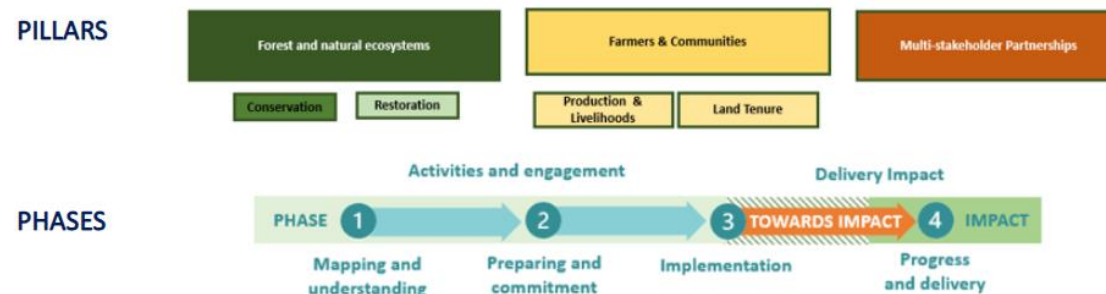 PILLARS
Forest and natural ecosystems
Farmers & Communities
Multi-stakeholder Partnerships
Conservation
Restoration
Production &
Livelihoods
Land Tenure
Activities and engagement
Delivery Impact
PHASES
PHASE 1 2 3 TOWARDS IMPACT 4 IMPACT
Mapping and
understanding
Preparing and
commitment
Implementation
Progress
and delivery